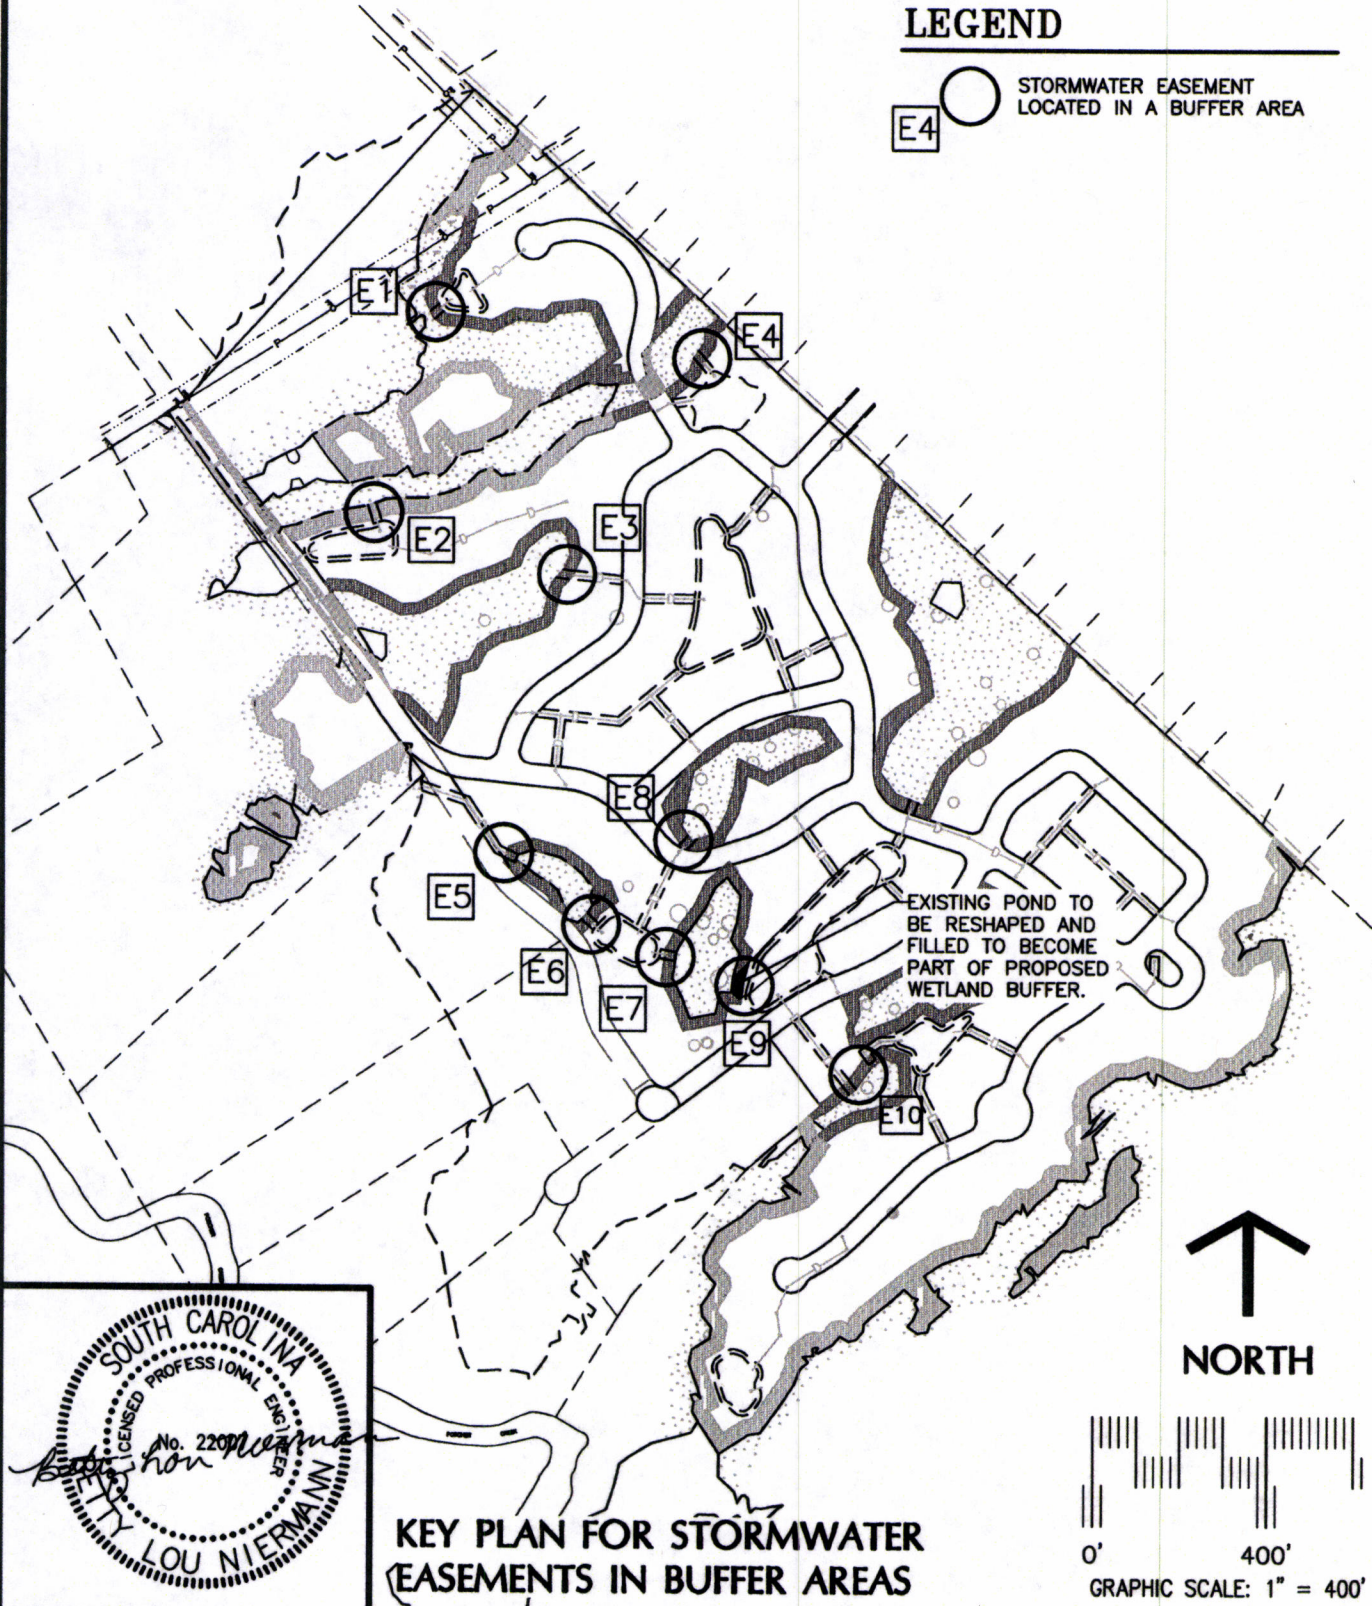 LEGEND
STORMWATER EASEMENT
LOCATED IN A BUFFER AREA
E4
E1
E4
E2
E3
E8
E5
E6
E7
E9
E10
EXISTING POND TO
BE RESHAPED AND
FILLED TO BECOME
PART OF PROPOSED
WETLAND BUFFER.
NORTH
0' 400'
GRAPHIC SCALE: 1" = 400'
SOUTH CAROLINA
LICENSED PROFESSIONAL ENGINEER
No.
LOU NIERMANN
KEY PLAN FOR STORMWATER
EASEMENTS IN BUFFER AREAS